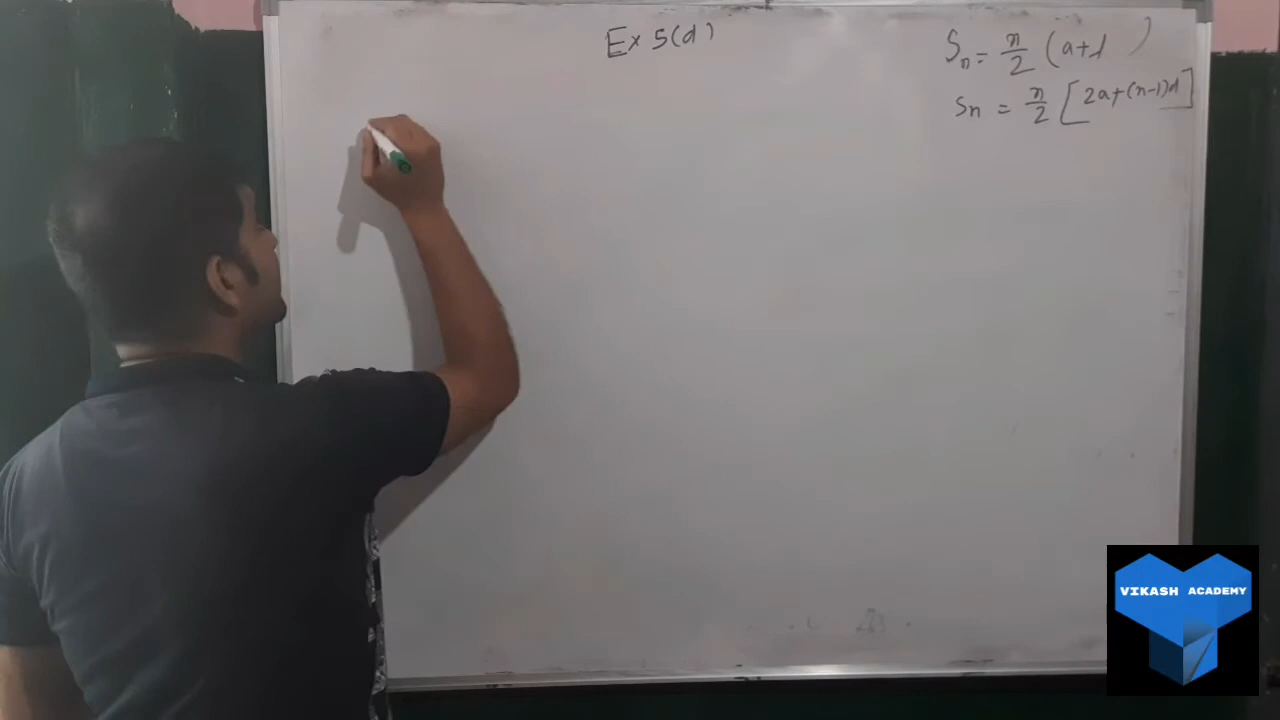 Ex 5(d)
Sn = n/2 (a+l)
Sn = n/2 [2a+(n-1)d]
VIKASH ACADEMY